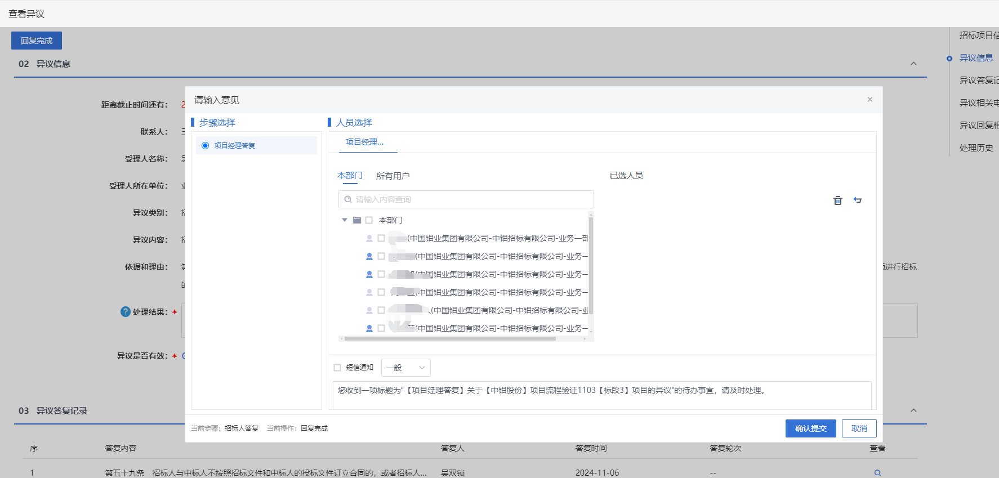 查看异议
回复完成
02 异议信息
招标项目信
异议信息
异议答复记
异议相关电
异议回复相
处理历史
距离截止时间还有：
联系人：
受理人名称：
受理人所在单位：
异议类别：
异议内容：
依据和理由：
进行招标
的
? 处理结果：*
异议是否有效：*
请输入意见
步骤选择
项目经理答复
人员选择
项目经理...
本部门 所有用户
已选人员
请输入内容查询
本部门
(中国铝业集团有限公司-中铝招标有限公司-业务一部
(中国铝业集团有限公司-中铝招标有限公司-业务一
(中国铝业集团有限公司-中铝招标有限公司-业务一
(中国铝业集团有限公司-中铝招标有限公司-业务一
(中国铝业集团有限公司-中铝招标有限公司-业
(中国铝业集团有限公司-中铝招标有限公司-业务一
短信通知 一般
您收到一项标题为“【项目经理答复】关于【中铝股份】项目流程验证1103【标段3】项目的异议”的待办事宜，请及时处理。
当前步骤：招标人答复 当前操作：回复完成
确认提交 取消
03 异议答复记录
序 答复内容 答复人 答复时间 答复轮次 查看
1 第五十九条 招标人与中标人不按照招标文件和中标人的投标文件订立合同的，或者招标人... 吴双锁 2024-11-06 --